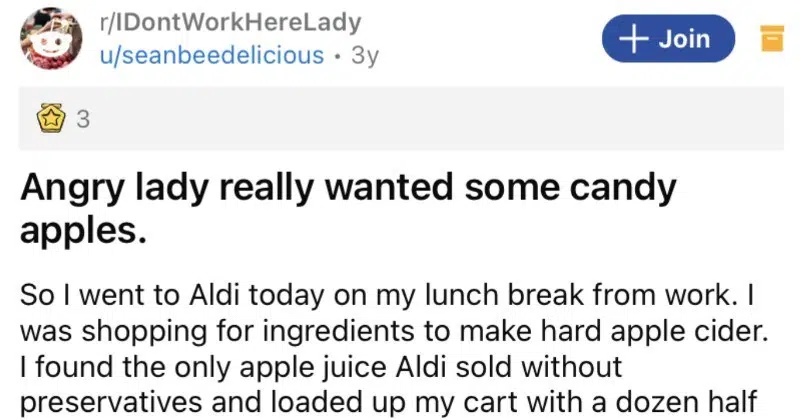 r/IDontWorkHereLady
u/seanbeedelicious • 3y
+ Join
3
Angry lady really wanted some candy
apples.
So I went to Aldi today on my lunch break from work. I
was shopping for ingredients to make hard apple cider.
I found the only apple juice Aldi sold without
preservatives and loaded up my cart with a dozen half